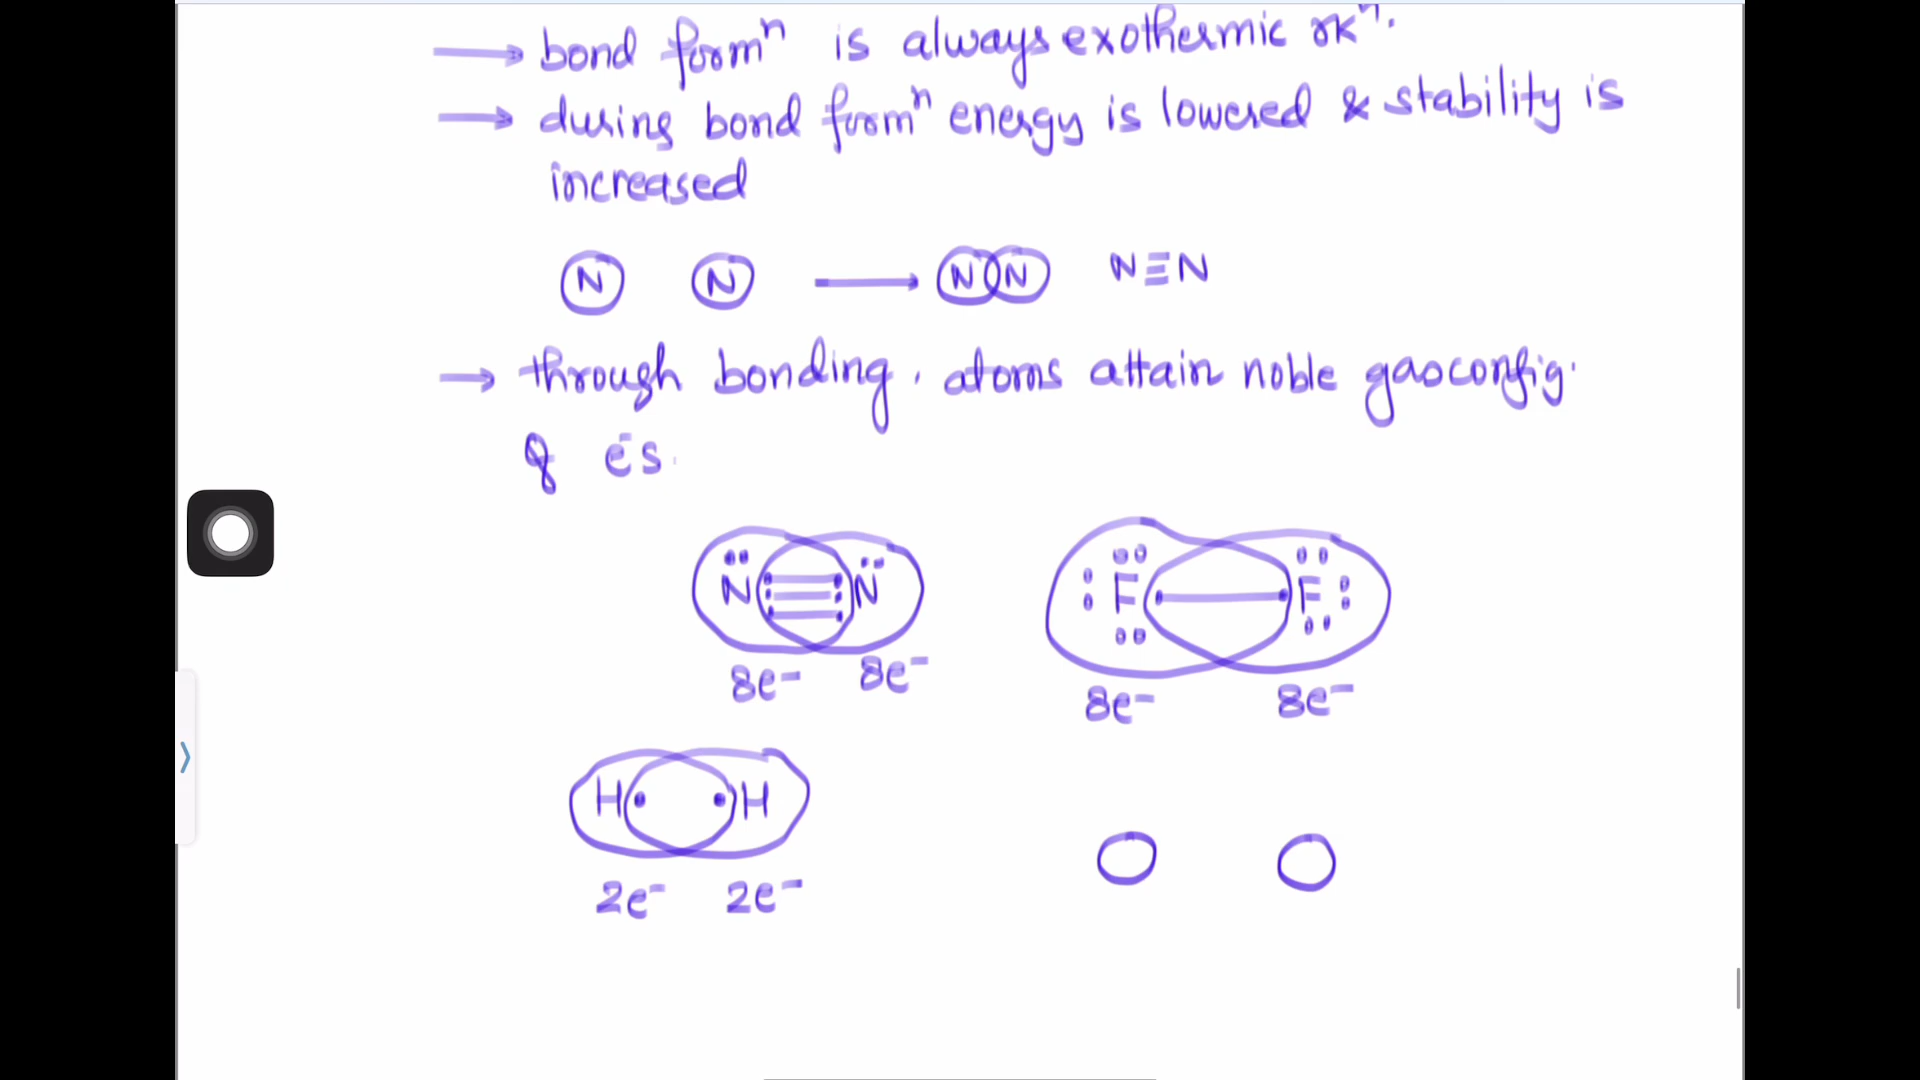 → bond formⁿ is always exothermic rxⁿ.
→ during bond formⁿ energy is lowered & stability is
increased
N N → N N N≡N
→ through bonding, atoms attain noble gas config.
of e⁻s.
N N F F
8e⁻ 8e⁻ 8e⁻ 8e⁻
H H
2e⁻ 2e⁻